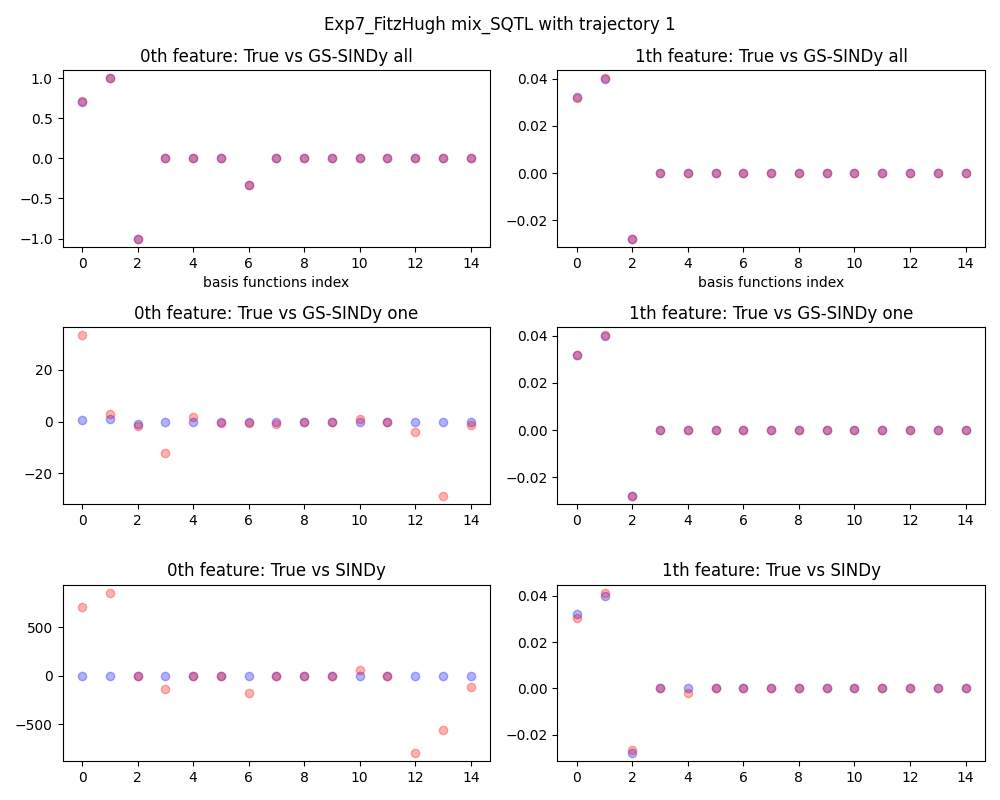 Exp7_FitzHugh mix_SQTL with trajectory 1
0th feature: True vs GS-SINDy all
1th feature: True vs GS-SINDy all
1.0
0.5
0.0
−0.5
−1.0
0 2 4 6 8 10 12 14
basis functions index
0.04
0.02
0.00
−0.02
0 2 4 6 8 10 12 14
basis functions index
0th feature: True vs GS-SINDy one
1th feature: True vs GS-SINDy one
20
0
−20
0 2 4 6 8 10 12 14
0.04
0.02
0.00
−0.02
0 2 4 6 8 10 12 14
0th feature: True vs SINDy
1th feature: True vs SINDy
500
0
−500
0 2 4 6 8 10 12 14
0.04
0.02
0.00
−0.02
0 2 4 6 8 10 12 14